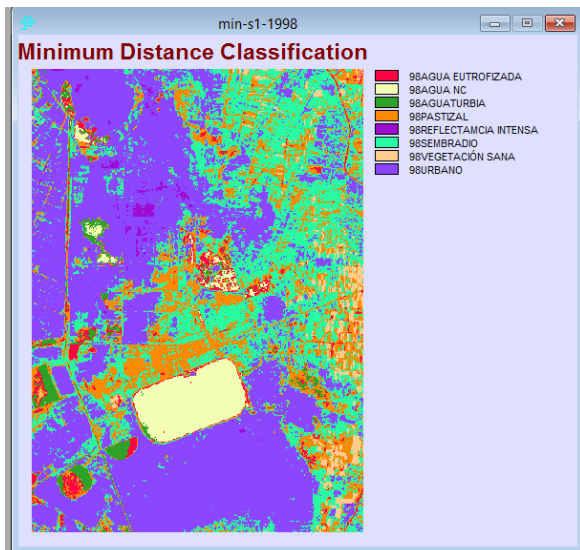 min-s1-1998
Minimum Distance Classification
98AGUA EUTROFIZADA
98AGUA NC
98AGUATURBIA
98PASTIZAL
98REFLECTAMCIA INTENSA
98SEMBRADIO
98VEGETACIÓN SANA
98URBANO